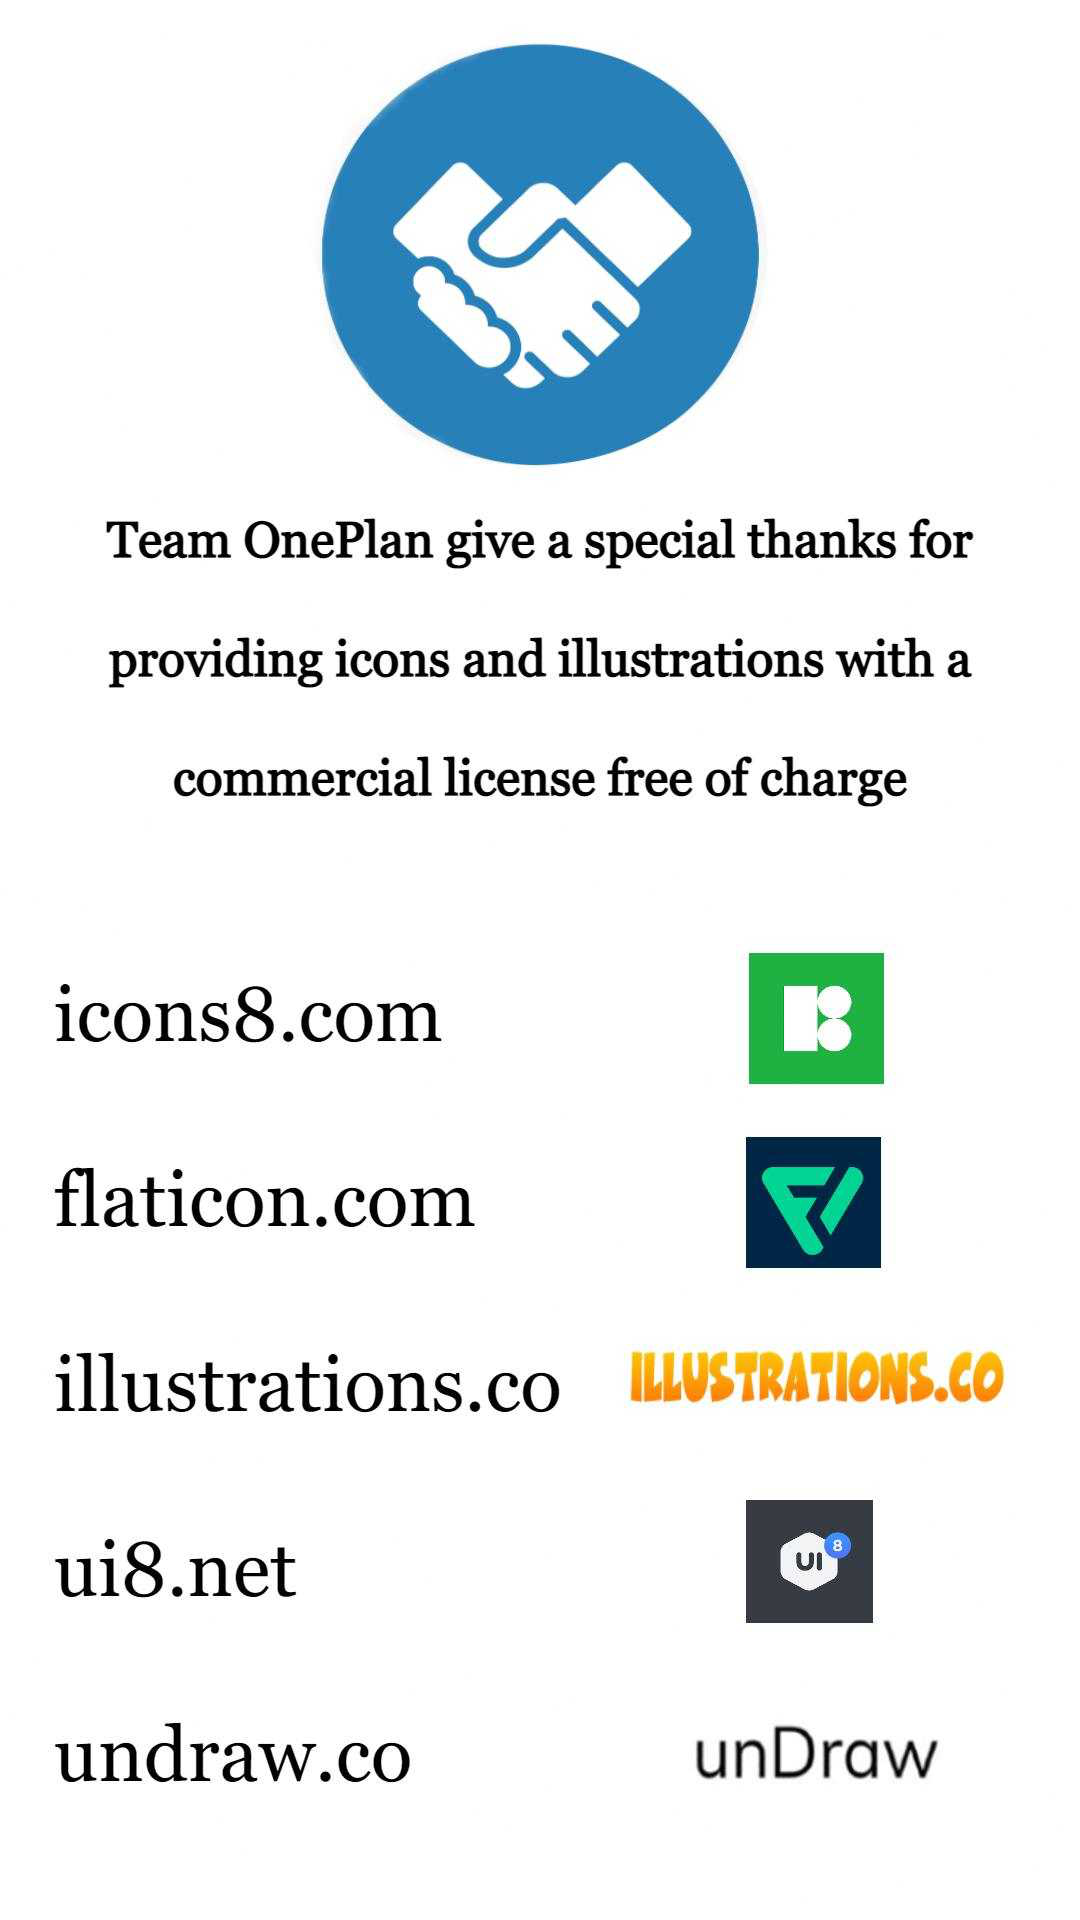 Team OnePlan give a special thanks for
providing icons and illustrations with a
commercial license free of charge
icons8.com
flaticon.com
illustrations.co
ILLUSTRATIONS.CO
ui8.net
UI 8
undraw.co
unDraw